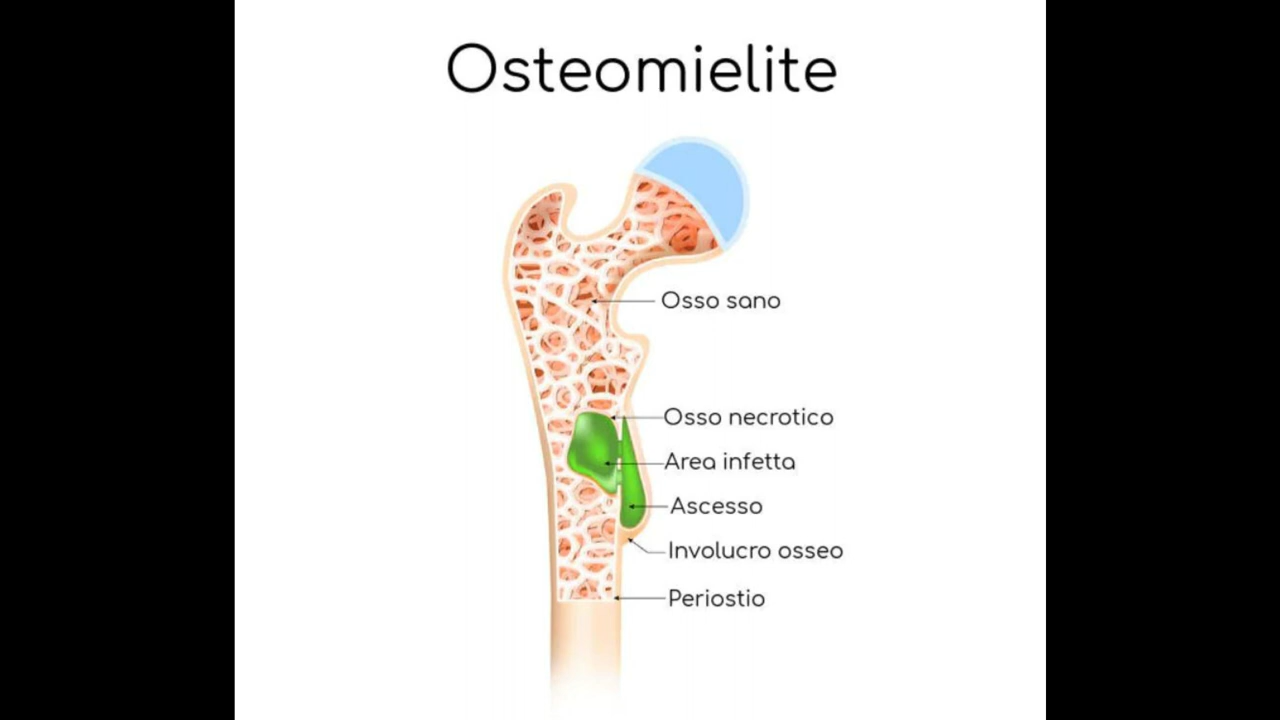 Osteomielite
Osso sano
Osso necrotico
Area infetta
Ascesso
Involucro osseo
Periostio